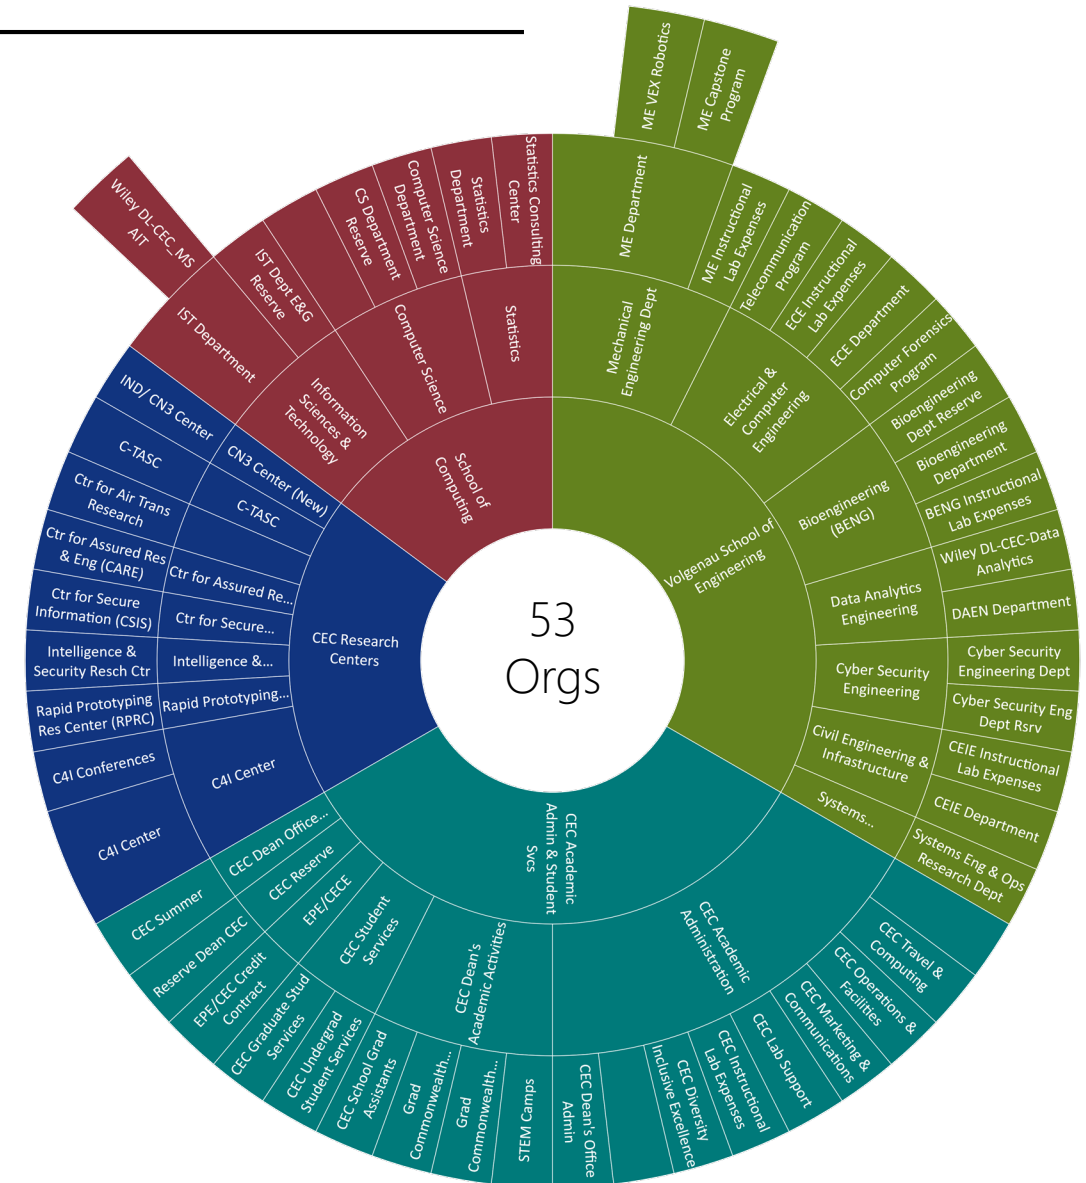 53
Orgs
Volgenau School of
Engineering
Mechanical
Engineering Dept
ME Department
ME VEX Robotics
ME Capstone
Program
ME Instructional
Lab Expenses
Electrical &
Computer
Engineering
Telecommunication
Program
ECE Instructional
Lab Expenses
ECE Department
Computer Forensics
Program
Bioengineering
(BENG)
Bioengineering
Dept Reserve
Bioengineering
Department
BENG Instructional
Lab Expenses
Data Analytics
Engineering
Wiley DL-CEC-Data
Analytics
DAEN Department
Cyber Security
Engineering
Cyber Security
Engineering Dept
Cyber Security Eng
Dept Rsrv
Civil Engineering &
Infrastructure
CEIE Instructional
Lab Expenses
CEIE Department
Systems...
Systems Eng & Ops
Research Dept
CEC Academic
Admin & Student
Svcs
CEC Academic
Administration
CEC Travel &
Computing
CEC Operations &
Facilities
CEC Marketing &
Communications
CEC Lab Support
CEC Instructional
Lab Expenses
CEC Diversity
Inclusive Excellence
CEC Dean's Office
Admin
CEC Dean's
Academic Activities
STEM Camps
Grad
Commonwealth...
Grad
Commonwealth...
CEC School Grad
Assistants
CEC Student
Services
CEC Undergrad
Student Services
CEC Graduate Stud
Services
EPE/CECE
EPE/CEC Credit
Contract
CEC Reserve
Reserve Dean CEC
CEC Dean Office...
CEC Summer
CEC Research
Centers
C4I Center
C4I Center
C4I Conferences
Rapid Prototyping...
Rapid Prototyping
Res Center (RPRC)
Intelligence &...
Intelligence &
Security Resch Ctr
Ctr for Secure...
Ctr for Secure
Information (CSIS)
Ctr for Assured Re...
Ctr for Assured Res
& Eng (CARE)
Ctr for Air Trans
Research
C-TASC
C-TASC
CN3 Center (New)
IND/ CN3 Center
School of
Computing
Information
Sciences &
Technology
IST Department
Wiley DL-CEC_MS
AIT
IST Dept E&G
Reserve
Computer Science
CS Department
Reserve
Computer Science
Department
Statistics
Statistics
Department
Statistics Consulting
Center